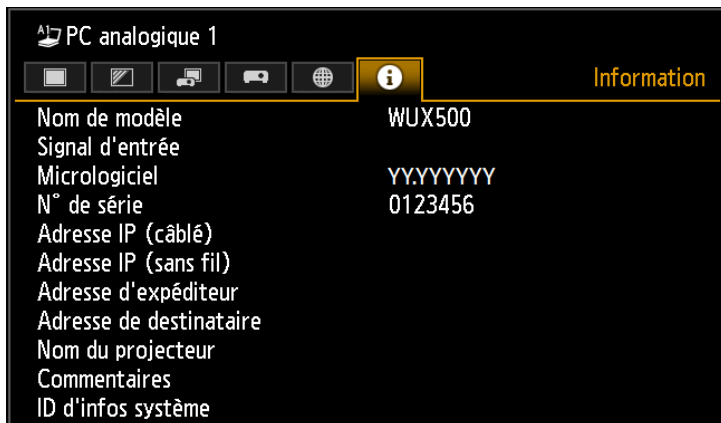 PC analogique 1
Information
Nom de modèle WUX500
Signal d'entrée
Micrologiciel YY.YYYYYY
N° de série 0123456
Adresse IP (câblé)
Adresse IP (sans fil)
Adresse d'expéditeur
Adresse de destinataire
Nom du projecteur
Commentaires
ID d'infos système